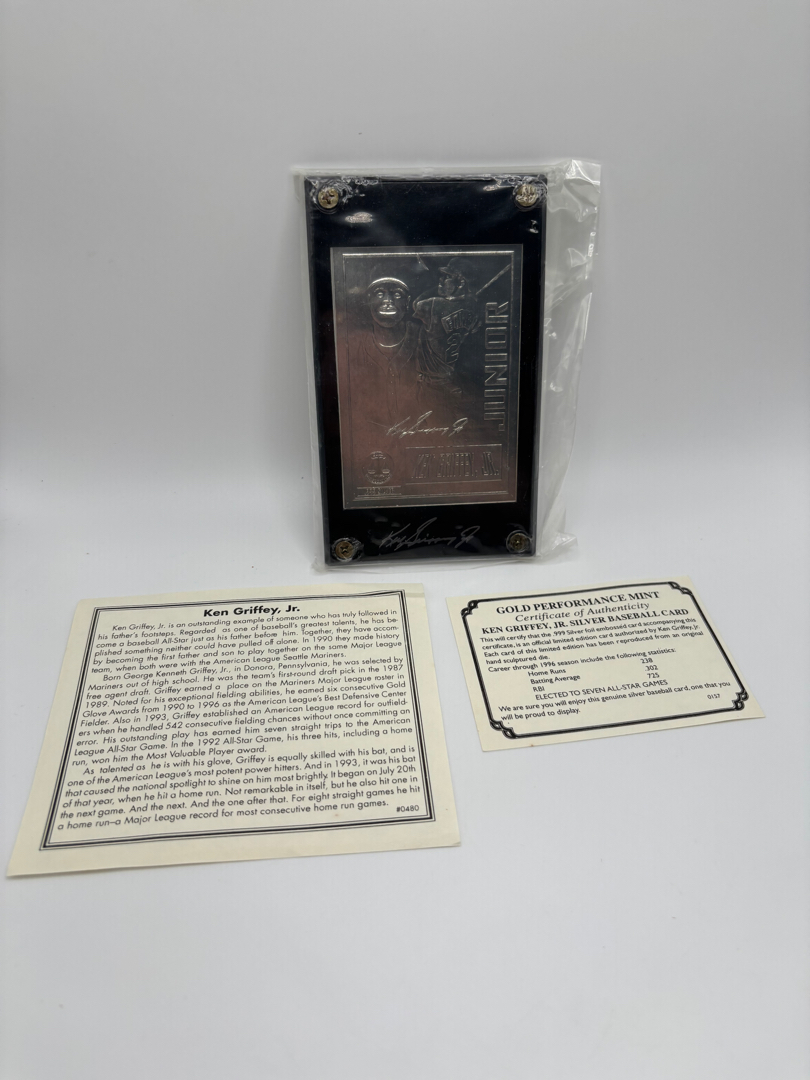 JUNIOR
Ken Griffey Jr
KEN GRIFFEY, JR.
Ken Griffey Jr
Ken Griffey, Jr.
Ken Griffey, Jr. is an outstanding example of someone who has truly followed in
his father's footsteps. Regarded as one of baseball's greatest talents, he has be-
come a baseball All-Star just as his father before him. Together, they have accom-
plished something neither could have pulled off alone. In 1990 they made history
by becoming the first father and son to play together on the same Major League
team, when both were with the American League Seattle Mariners.
Born George Kenneth Griffey, Jr., in Donora, Pennsylvania, he was selected by
Mariners out of high school. He was the team's first-round draft pick in the 1987
free agent draft. Griffey earned a place on the Mariners Major League roster in
1989. Noted for his exceptional fielding abilities, he earned six consecutive Gold
Glove Awards from 1990 to 1996 as the American League's Best Defensive Center
Fielder. Also in 1993, Griffey established an American League record for outfield-
ers when he handled 542 consecutive fielding chances without once committing an
error. His outstanding play has earned him seven straight trips to the American
League All-Star Game. In the 1992 All-Star Game, his three hits, including a home
run, won him the Most Valuable Player award.
As talented as he is with his glove, Griffey is equally skilled with his bat, and is
one of the American League's most potent power hitters. And in 1993, it was his bat
that caused the national spotlight to shine on him most brightly. It began on July 20th
of that year, when he hit a home run. Not remarkable in itself, but he also hit one in
the next game. And the next. And the one after that. For eight straight games he hit
a home run–a Major League record for most consecutive home run games.
#0480
GOLD PERFORMANCE MINT
Certificate of Authenticity
KEN GRIFFEY, JR. SILVER BASEBALL CARD
This will certify that the .999 Silver foil embossed card accompanying this
certificate, is an official limited edition card authorized by Ken Griffey, Jr.
Each card of this limited edition has been reproduced from an original
hand sculptured die.
Career through 1996 season include the following statistics:
Home Runs 238
Batting Average 302
RBI 725
ELECTED TO SEVEN ALL-STAR GAMES
We are sure you will enjoy this genuine silver baseball card, one that you
will be proud to display. 0157